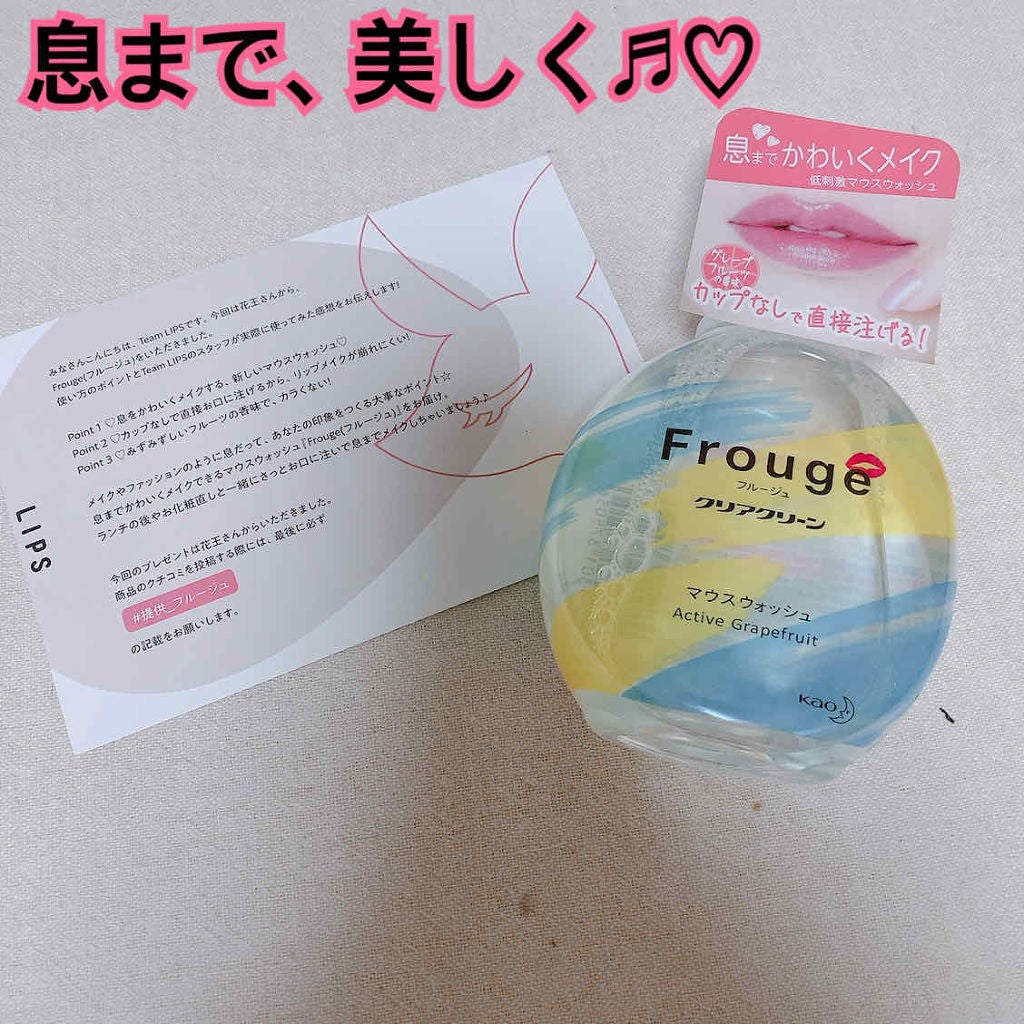 息まで、美しく♬♡
息まで かわいくメイク
低刺激マウスウォッシュ
グレープ
フルーツ
の香味
カップなしで直接注げる!
みなさんこんにちは、Team LIPSです。今回は花王さんから、
Frouge(フルージュ)をいただきました。
使い方のポイントとTeam LIPSのスタッフが実際に使ってみた感想をお伝えします!
Point 1 ♡息をかわいくメイクする、新しいマウスウォッシュ♡
Point 2 ♡カップなしで直接お口に注げるから、リップメイクが崩れにくい!
Point 3 ♡みずみずしいフルーツの香味で、カラくない!
メイクやファッションのように息だって、あなたの印象をつくる大事なポイント☆
息までかわいくメイクできるマウスウォッシュ『Frouge(フルージュ)』をお届け。
ランチの後やお化粧直しと一緒にさっとお口に注いで息までメイクしちゃいましょう♪
今回のプレゼントは花王さんからいただきました。
商品のクチコミを投稿する際には、最後に必ず
#提供_フルージュ
の記載をお願いします。
LIPS
Frouge
フルージュ
クリアクリーン
マウスウォッシュ
Active Grapefruit
Kao